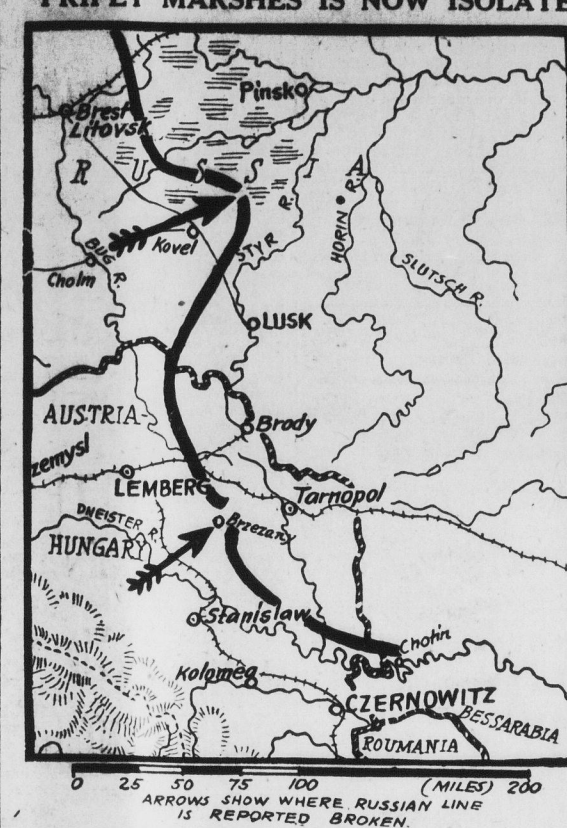 TRIPET MARSHES IS NOW ISOLATE
Pinsk
Brest
Litovsk
R U S S I A
HORIN R.
STYR R.
Kovel
BUG R.
Cholm
SLUTSCH R.
LUSK
AUSTRIA-
Brody
zemysl
LEMBERG
Tarnopol
DNEISTER R.
Brzezany
HUNGARY
Stanislaw
Chotin
Kolomea
CZERNOWITZ
BESSARABIA
ROUMANIA
0 25 50 75 100 (MILES) 200
ARROWS SHOW WHERE RUSSIAN LINE
IS REPORTED BROKEN.